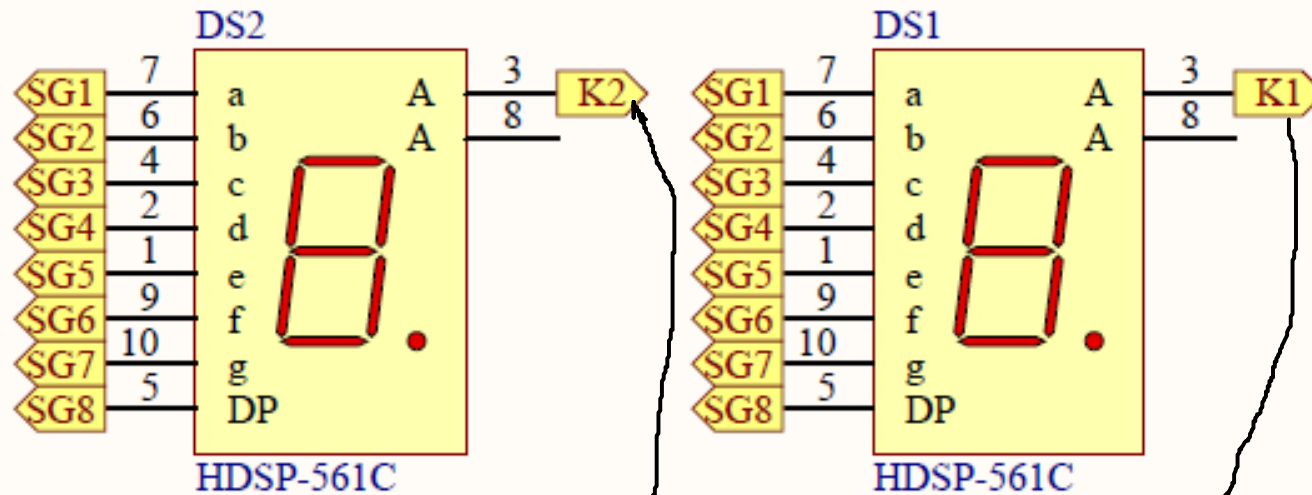 DS2 DS1
SG1 7 a A 3 K2 SG1 7 a A 3 K1
SG2 6 b A 8 SG2 6 b A 8
SG3 4 c SG3 4 c
SG4 2 d SG4 2 d
SG5 1 e SG5 1 e
SG6 9 f SG6 9 f
SG7 10 g SG7 10 g
SG8 5 DP SG8 5 DP
HDSP-561C HDSP-561C